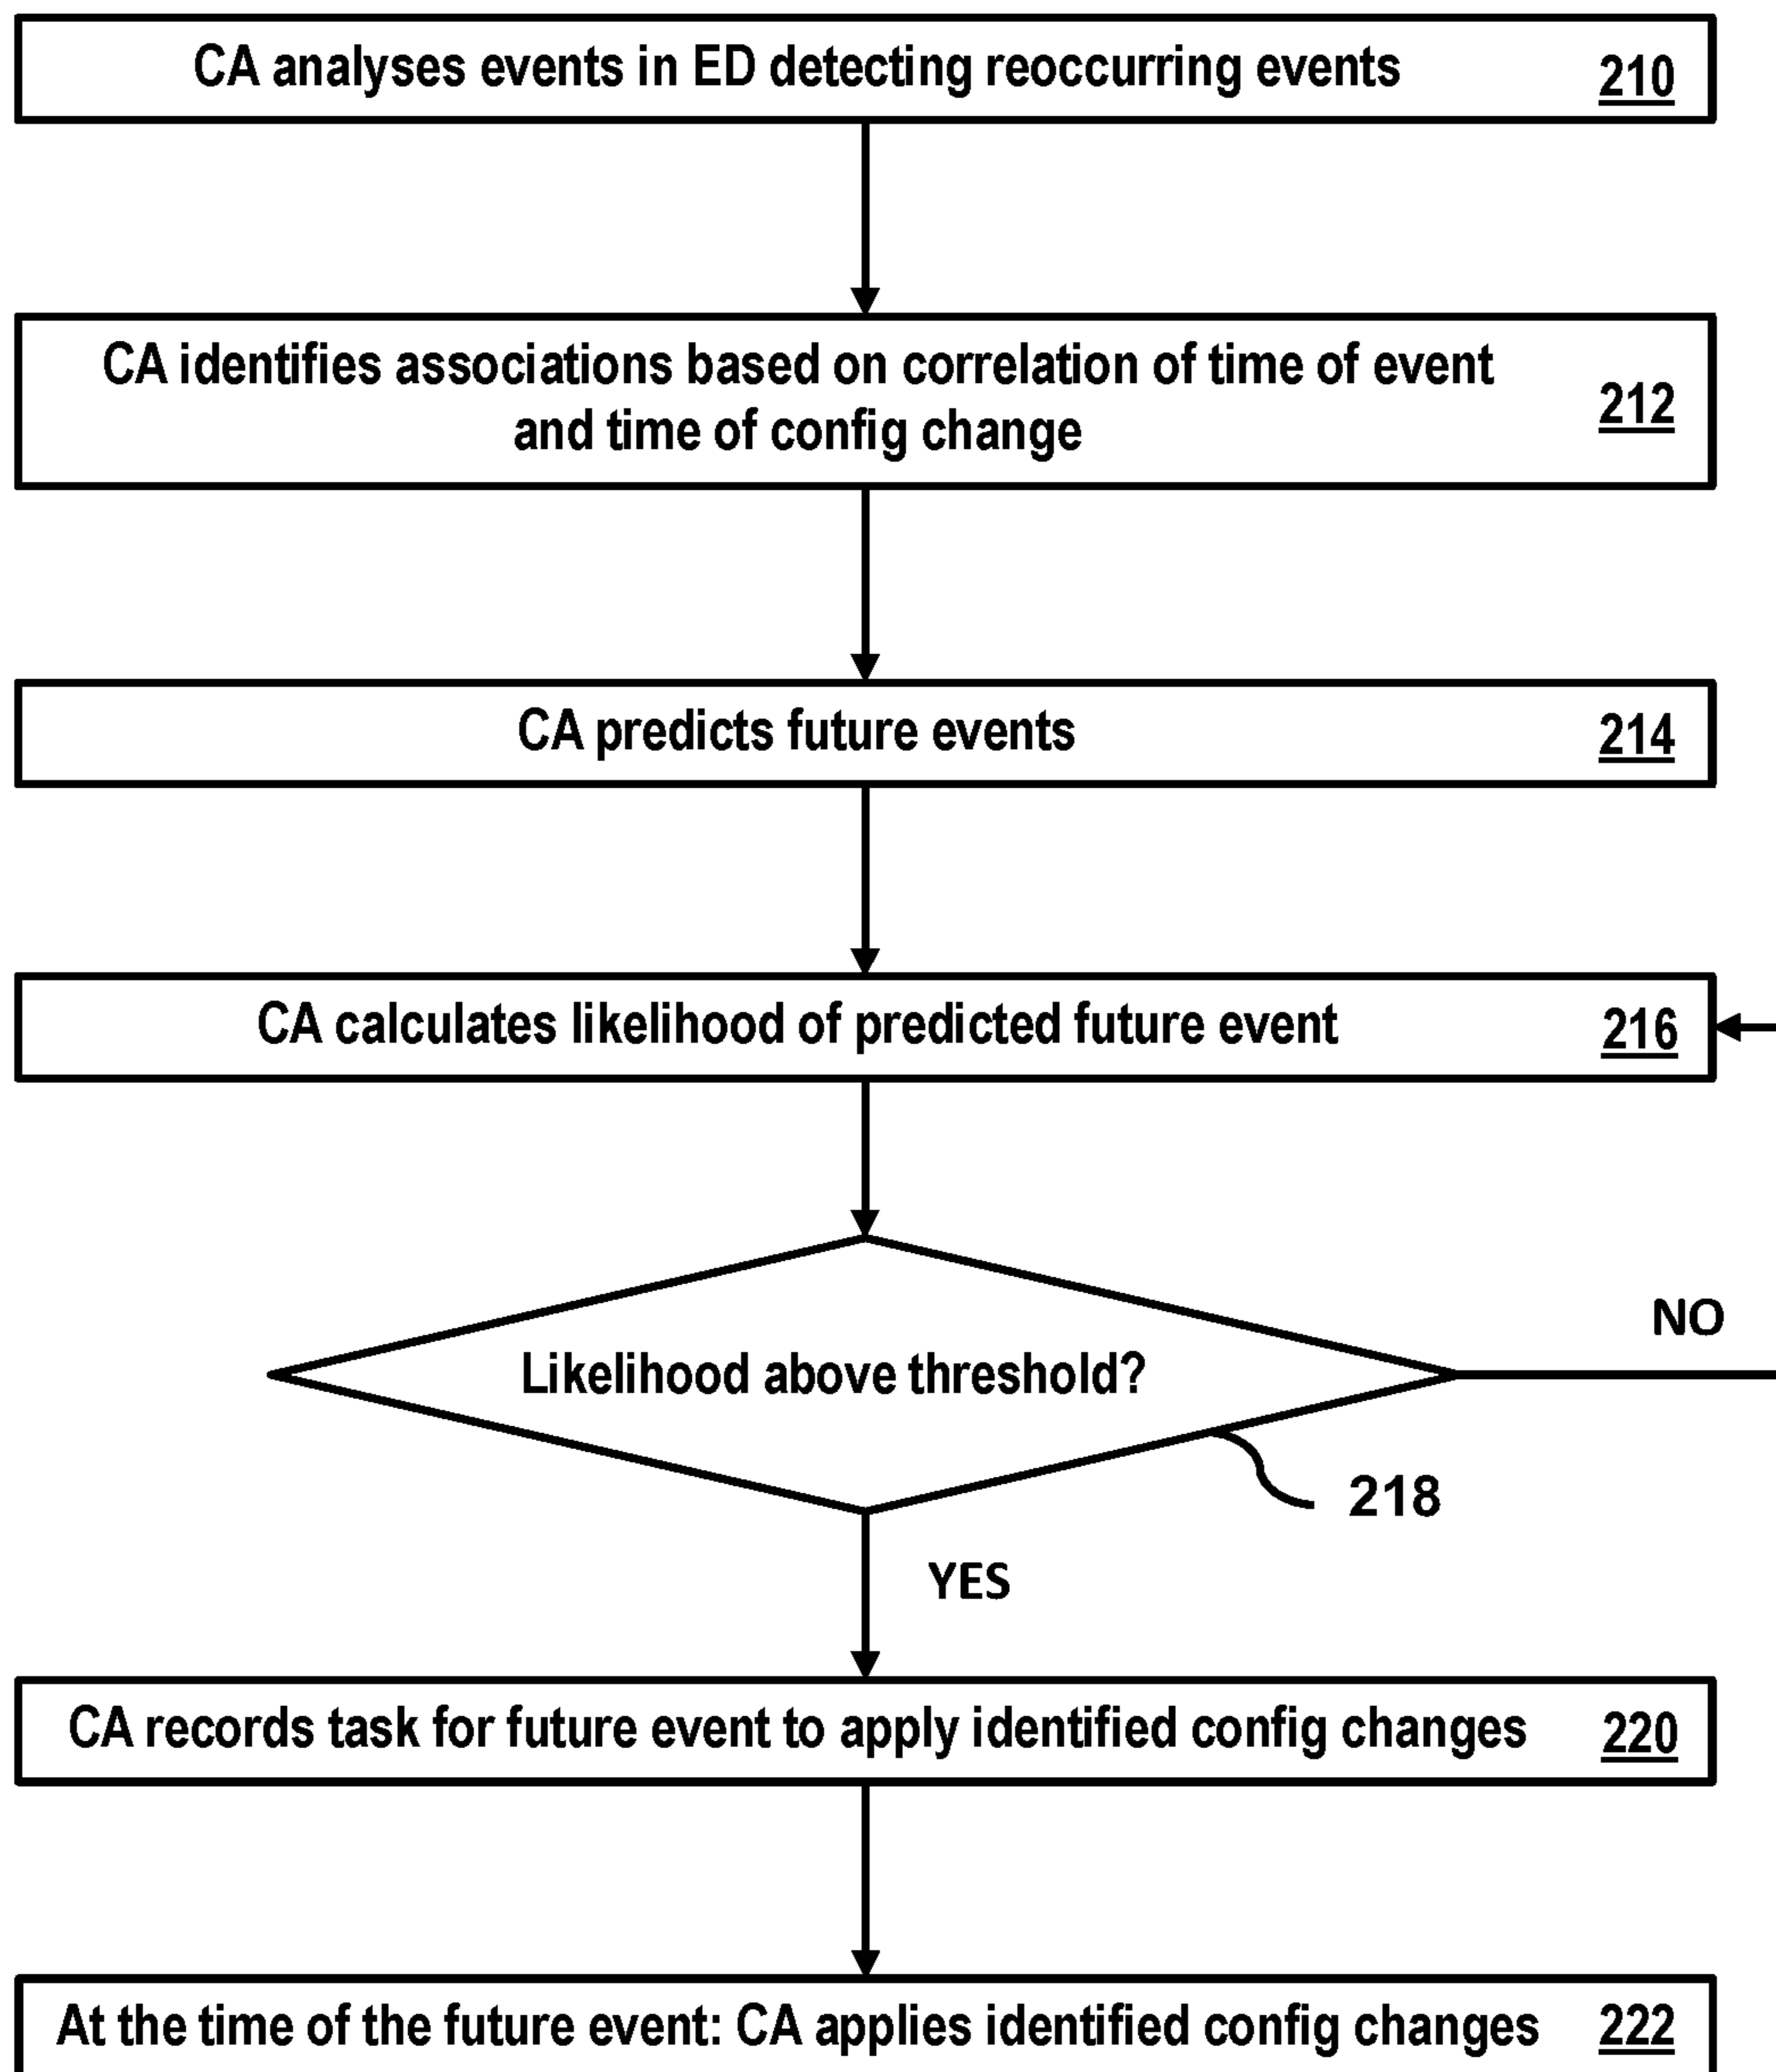 CA analyses events in ED detecting reoccurring events 210
CA identifies associations based on correlation of time of event
and time of config change 212
CA predicts future events 214
CA calculates likelihood of predicted future event 216
Likelihood above threshold?
NO
218
YES
CA records task for future event to apply identified config changes 220
At the time of the future event: CA applies identified config changes 222